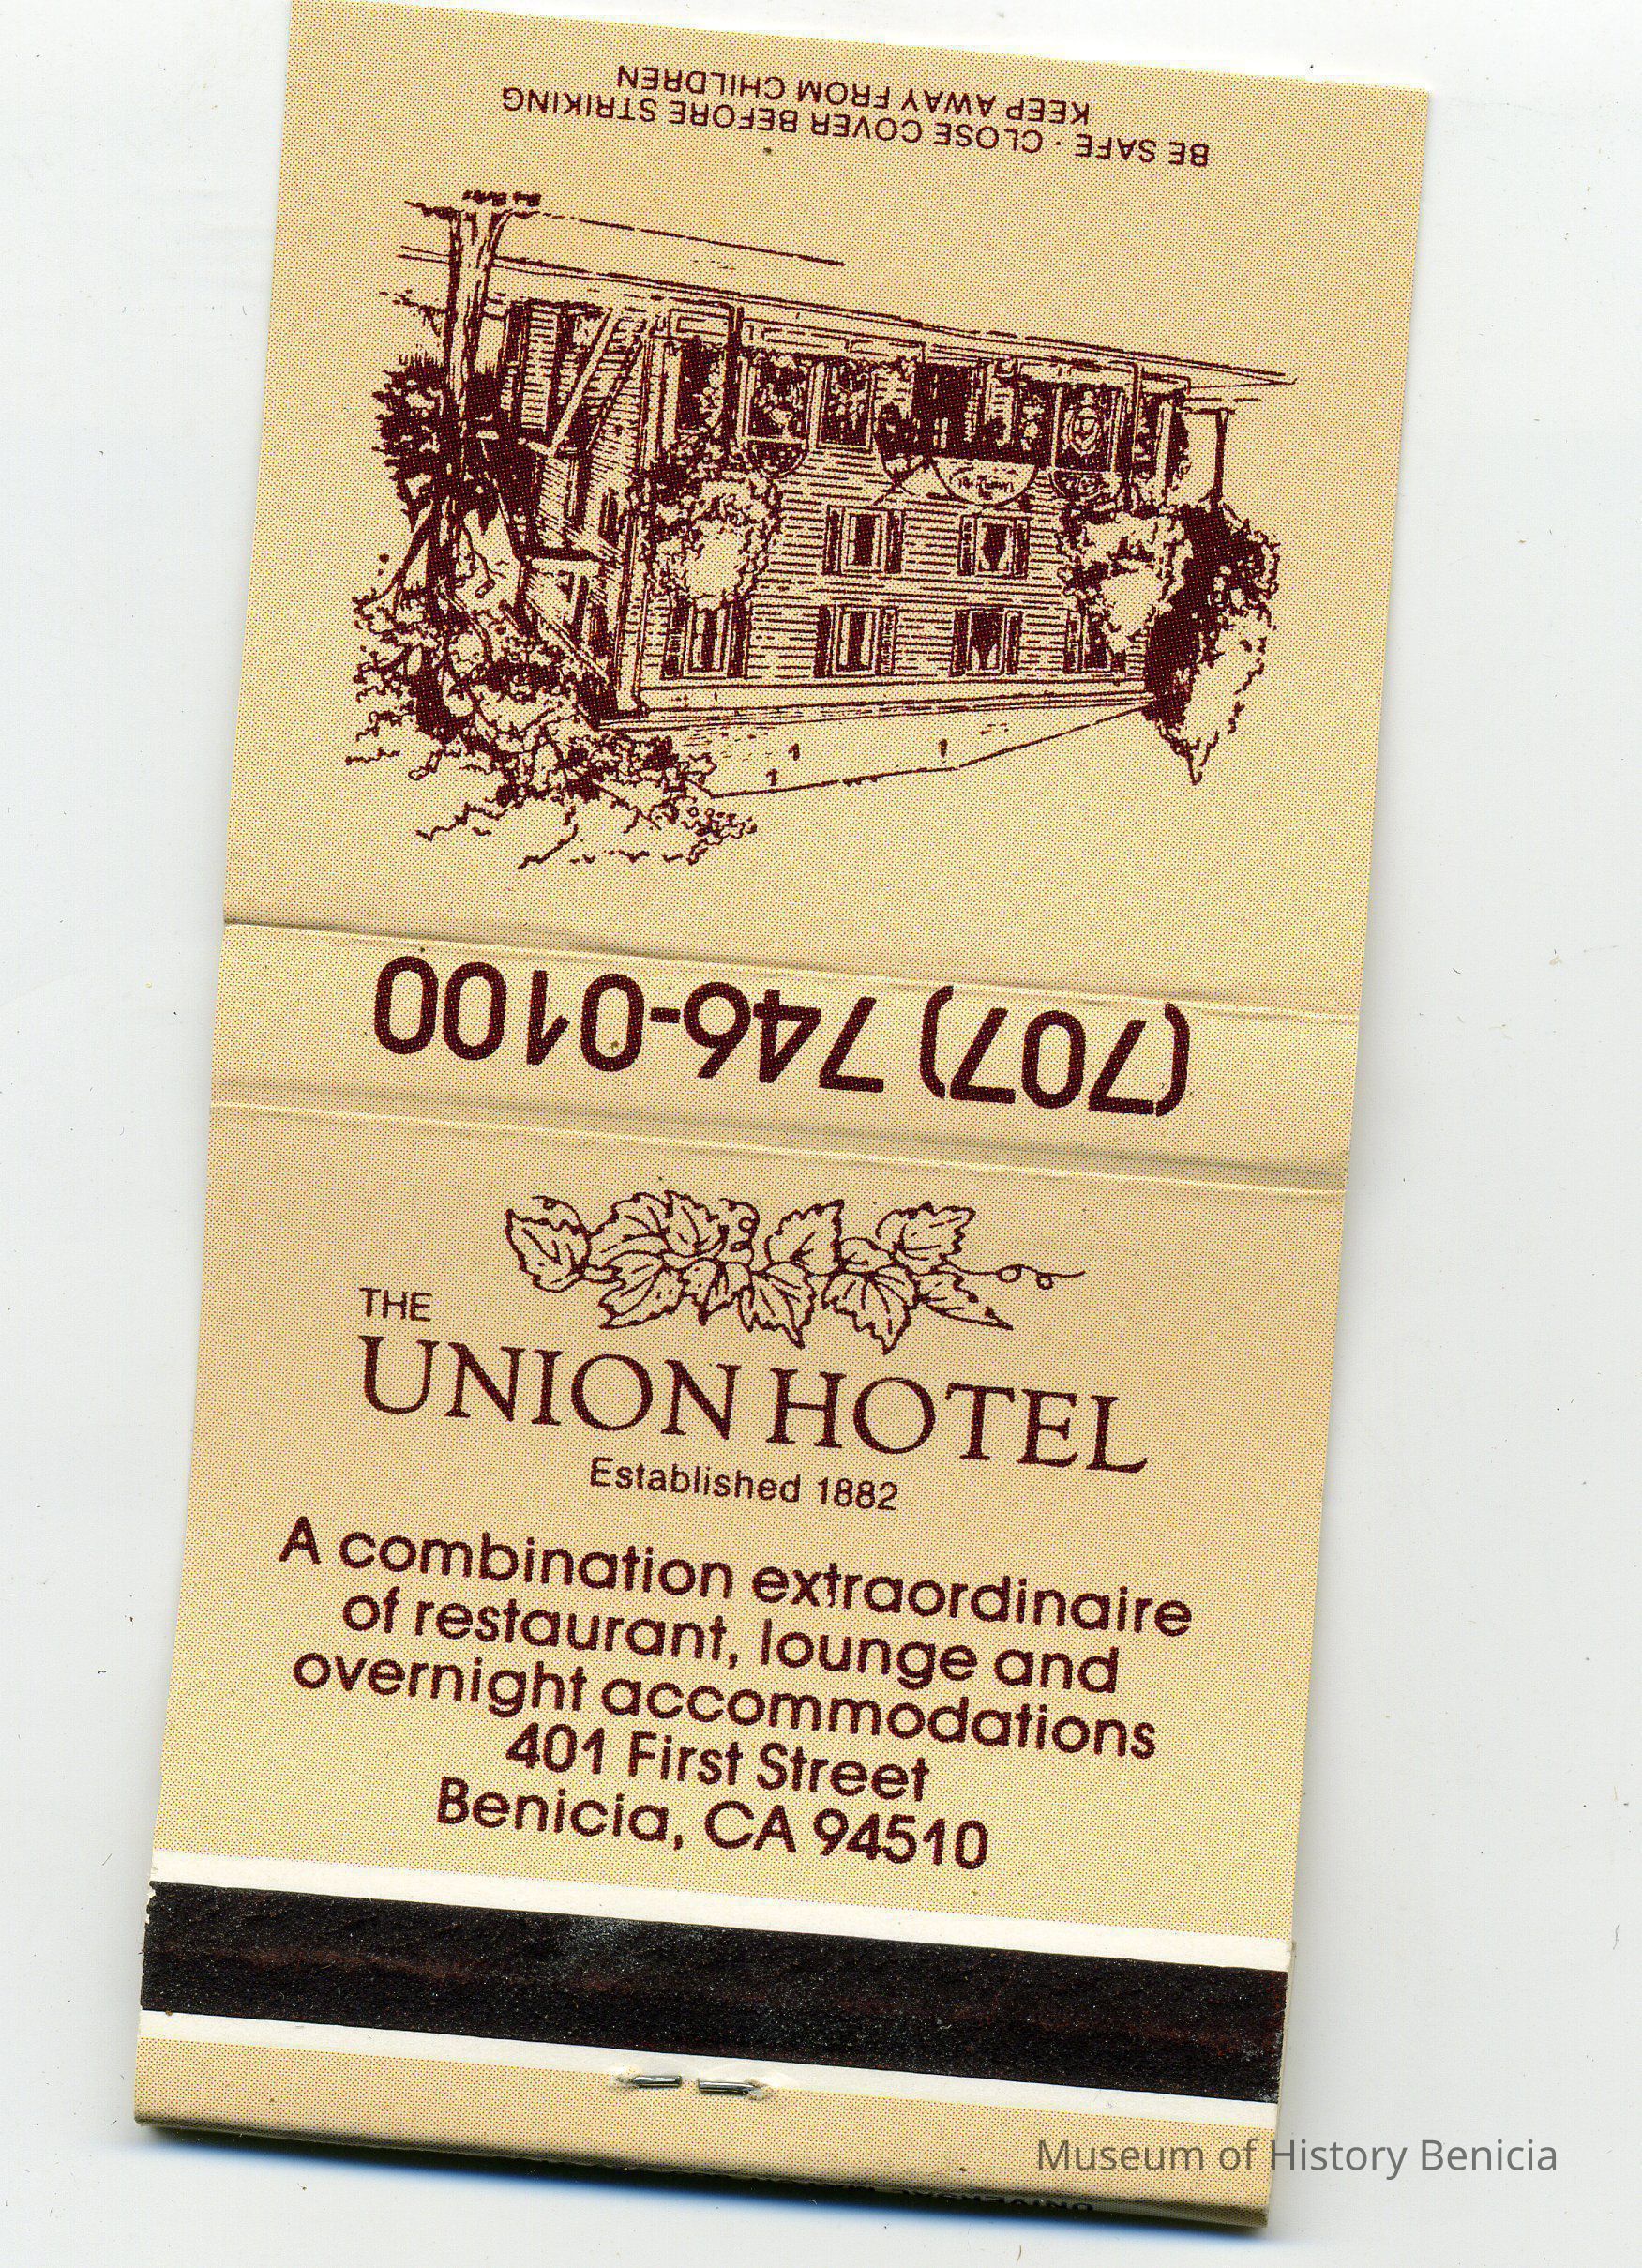 BE SAFE · CLOSE COVER BEFORE STRIKING
KEEP AWAY FROM CHILDREN
(707) 746-0100
THE
UNION HOTEL
Established 1882
A combination extraordinaire
of restaurant, lounge and
overnight accommodations
401 First Street
Benicia, CA 94510
Museum of History Benicia